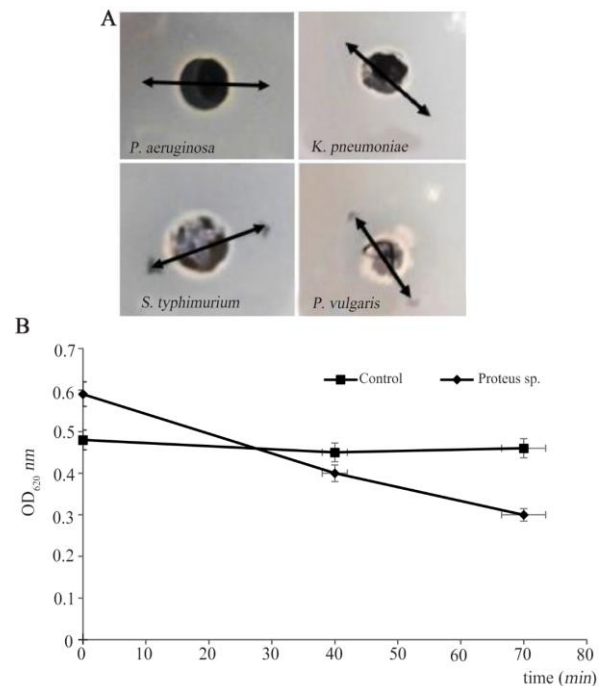 A
P. aeruginosa
K. pneumoniae
S. typhimurium
P. vulgaris
B
0.7
0.6
0.5
0.4
0.3
0.2
0.1
0
Control
Proteus sp.
OD620 nm
0 10 20 30 40 50 60 70 80
time (min)